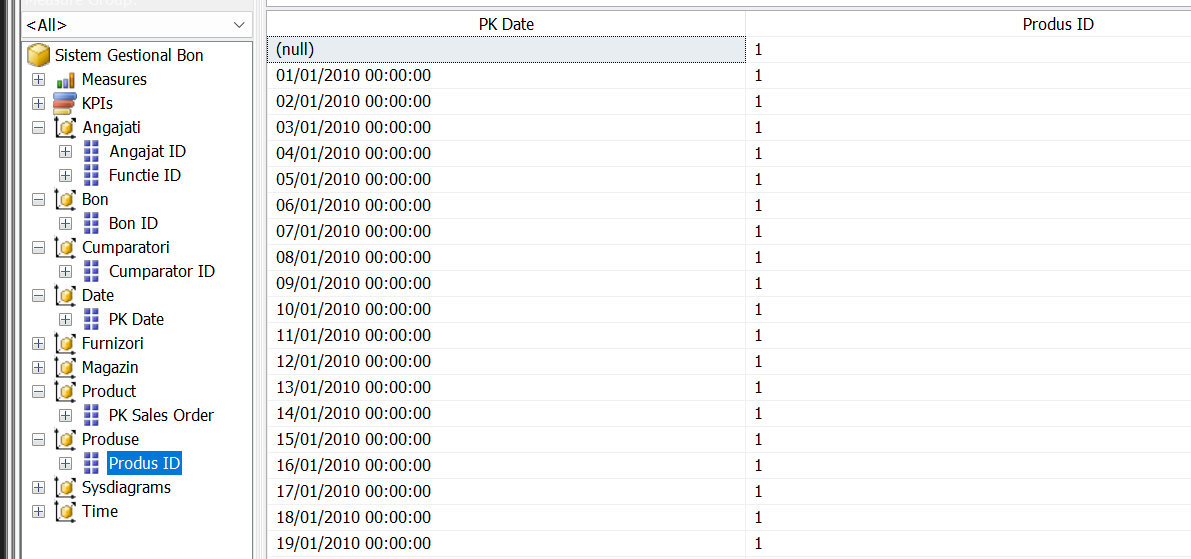 Measure Group:
<All>
Sistem Gestional Bon
Measures
KPIs
Angajati
Angajat ID
Functie ID
Bon
Bon ID
Cumparatori
Cumparator ID
Date
PK Date
Furnizori
Magazin
Product
PK Sales Order
Produse
Produs ID
Sysdiagrams
Time
PK Date Produs ID
(null) 1
01/01/2010 00:00:00 1
02/01/2010 00:00:00 1
03/01/2010 00:00:00 1
04/01/2010 00:00:00 1
05/01/2010 00:00:00 1
06/01/2010 00:00:00 1
07/01/2010 00:00:00 1
08/01/2010 00:00:00 1
09/01/2010 00:00:00 1
10/01/2010 00:00:00 1
11/01/2010 00:00:00 1
12/01/2010 00:00:00 1
13/01/2010 00:00:00 1
14/01/2010 00:00:00 1
15/01/2010 00:00:00 1
16/01/2010 00:00:00 1
17/01/2010 00:00:00 1
18/01/2010 00:00:00 1
19/01/2010 00:00:00 1